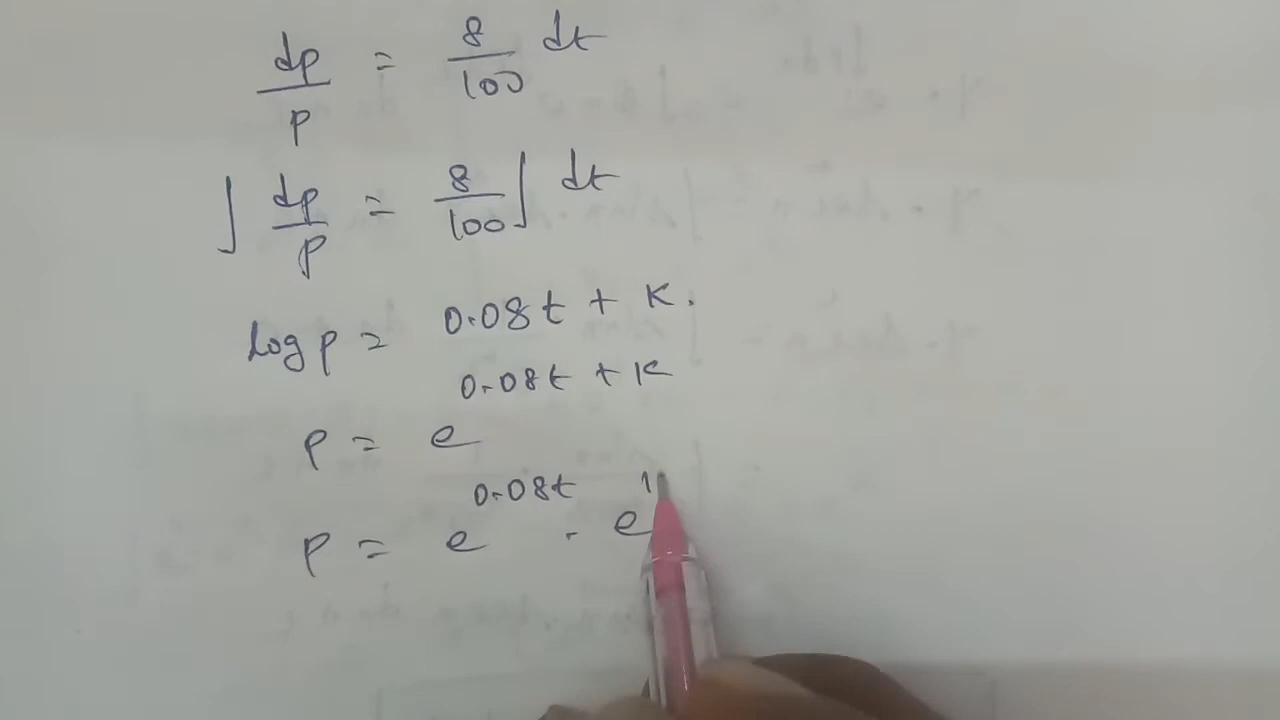 dp/p = 8/100 dt
∫ dp/p = 8/100 ∫ dt
log p = 0.08t + K.
p = e^(0.08t + K)
p = e^(0.08t) . e